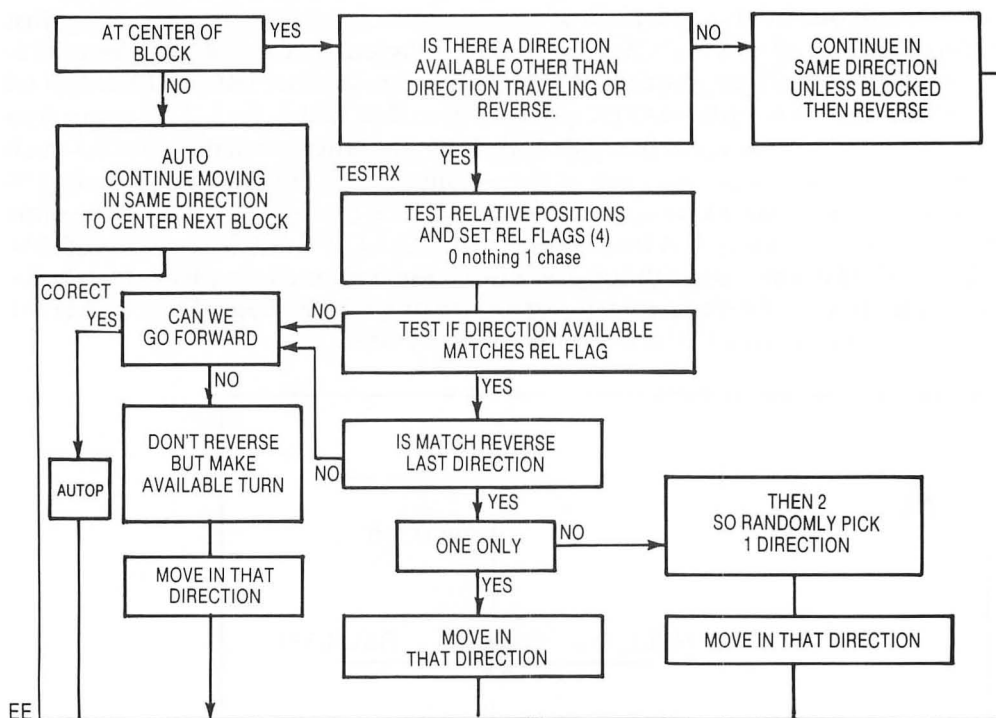 AT CENTER OF
BLOCK
YES
IS THERE A DIRECTION
AVAILABLE OTHER THAN
DIRECTION TRAVELING OR
REVERSE.
NO
CONTINUE IN
SAME DIRECTION
UNLESS BLOCKED
THEN REVERSE
NO
AUTO
CONTINUE MOVING
IN SAME DIRECTION
TO CENTER NEXT BLOCK
YES
TESTRX
TEST RELATIVE POSITIONS
AND SET REL FLAGS (4)
0 nothing 1 chase
CORECT
YES
CAN WE
GO FORWARD
NO
TEST IF DIRECTION AVAILABLE
MATCHES REL FLAG
NO
YES
DON'T REVERSE
BUT MAKE
AVAILABLE TURN
NO
IS MATCH REVERSE
LAST DIRECTION
AUTOP
YES
ONE ONLY
NO
THEN 2
SO RANDOMLY PICK
1 DIRECTION
MOVE IN THAT
DIRECTION
YES
MOVE IN
THAT DIRECTION
MOVE IN THAT DIRECTION
EE